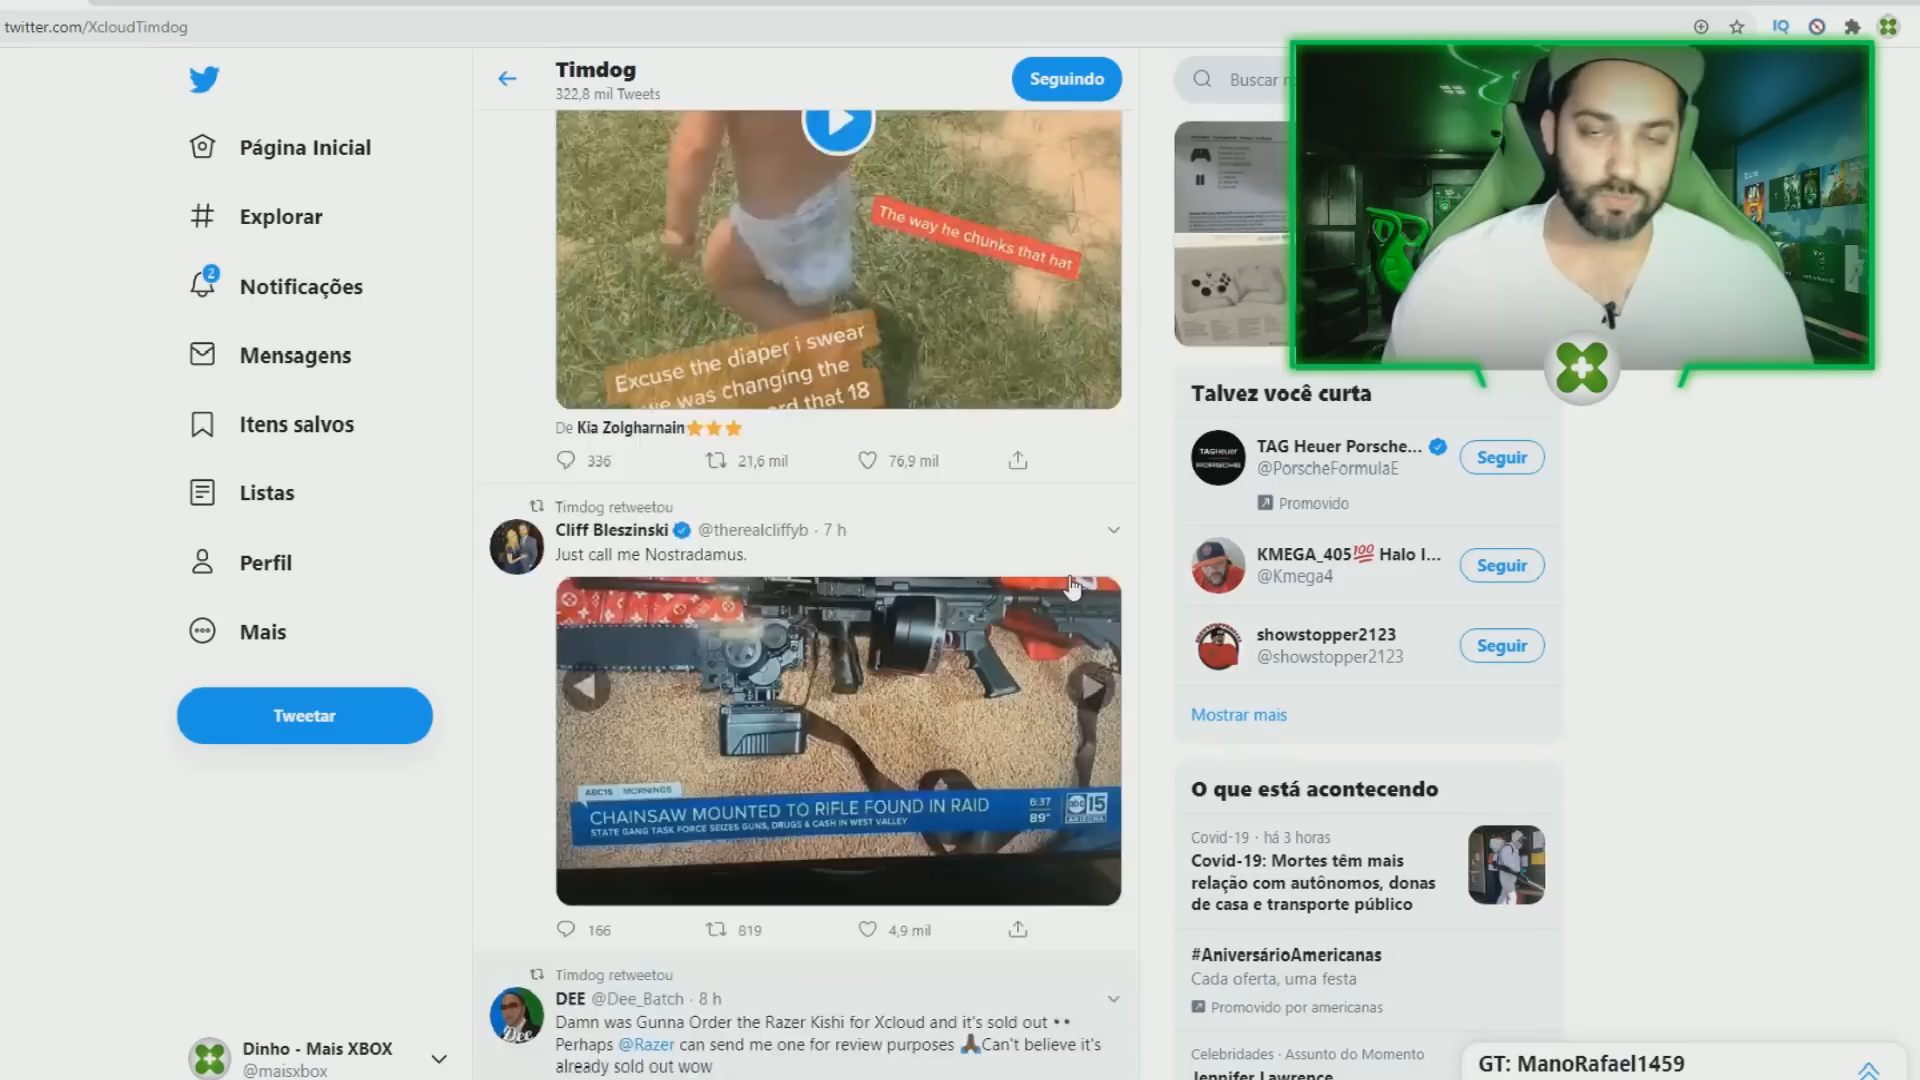 twitter.com/XcloudTimdog
IQ
Timdog
322,8 mil Tweets
Seguindo
Buscar
Página Inicial
Explorar
2
Notificações
Mensagens
Itens salvos
Listas
Perfil
Mais
Tweetar
Dinho - Mais XBOX
@maisxbox
The way he chunks that hat
Excuse the diaper i swear
was changing the
that 18
De Kia Zolgharnain
336
21,6 mil
76,9 mil
Timdog retweetou
Cliff Bleszinski @therealcliffyb · 7 h
Just call me Nostradamus.
ABC15 MORNINGS
CHAINSAW MOUNTED TO RIFLE FOUND IN RAID
STATE GANG TASK FORCE SEIZES GUNS, DRUGS & CASH IN WEST VALLEY
6:37
89°
abc 15
ARIZONA
166
819
4,9 mil
Timdog retweetou
DEE @Dee_Batch · 8 h
Damn was Gunna Order the Razer Kishi for Xcloud and it's sold out 👀
Perhaps @Razer can send me one for review purposes 🙏🏾Can't believe it's
already sold out wow
Dee
Talvez você curta
TAG Heuer Porsche...
@PorscheFormulaE
Seguir
Promovido
KMEGA_405💯 Halo I...
@Kmega4
Seguir
showstopper2123
@showstopper2123
Seguir
Mostrar mais
O que está acontecendo
Covid-19 · há 3 horas
Covid-19: Mortes têm mais
relação com autônomos, donas
de casa e transporte público
#AniversárioAmericanas
Cada oferta, uma festa
Promovido por americanas
Celebridades · Assunto do Momento
Jennifer Lawrence
GT: ManoRafael1459